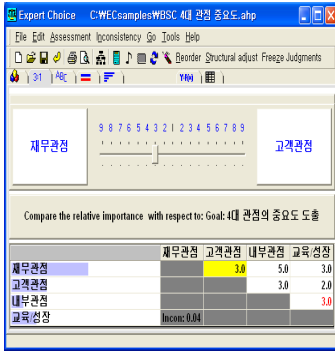 Expert Choice C:\ECsamples\BSC 4대 관점 중요도.ahp
File Edit Assessment Inconsistency Go Tools Help
Reorder Structural adjust Freeze Judgments
3:1 ABC Y=f(x)
재무관점 9 8 7 6 5 4 3 2 1 2 3 4 5 6 7 8 9 고객관점
Compare the relative importance with respect to: Goal: 4대 관점의 중요도 도출
재무관점 고객관점 내부관점 교육/성장
재무관점 3.0 5.0 3.0
고객관점 3.0 2.0
내부관점 3.0
교육/성장 Incon: 0.04